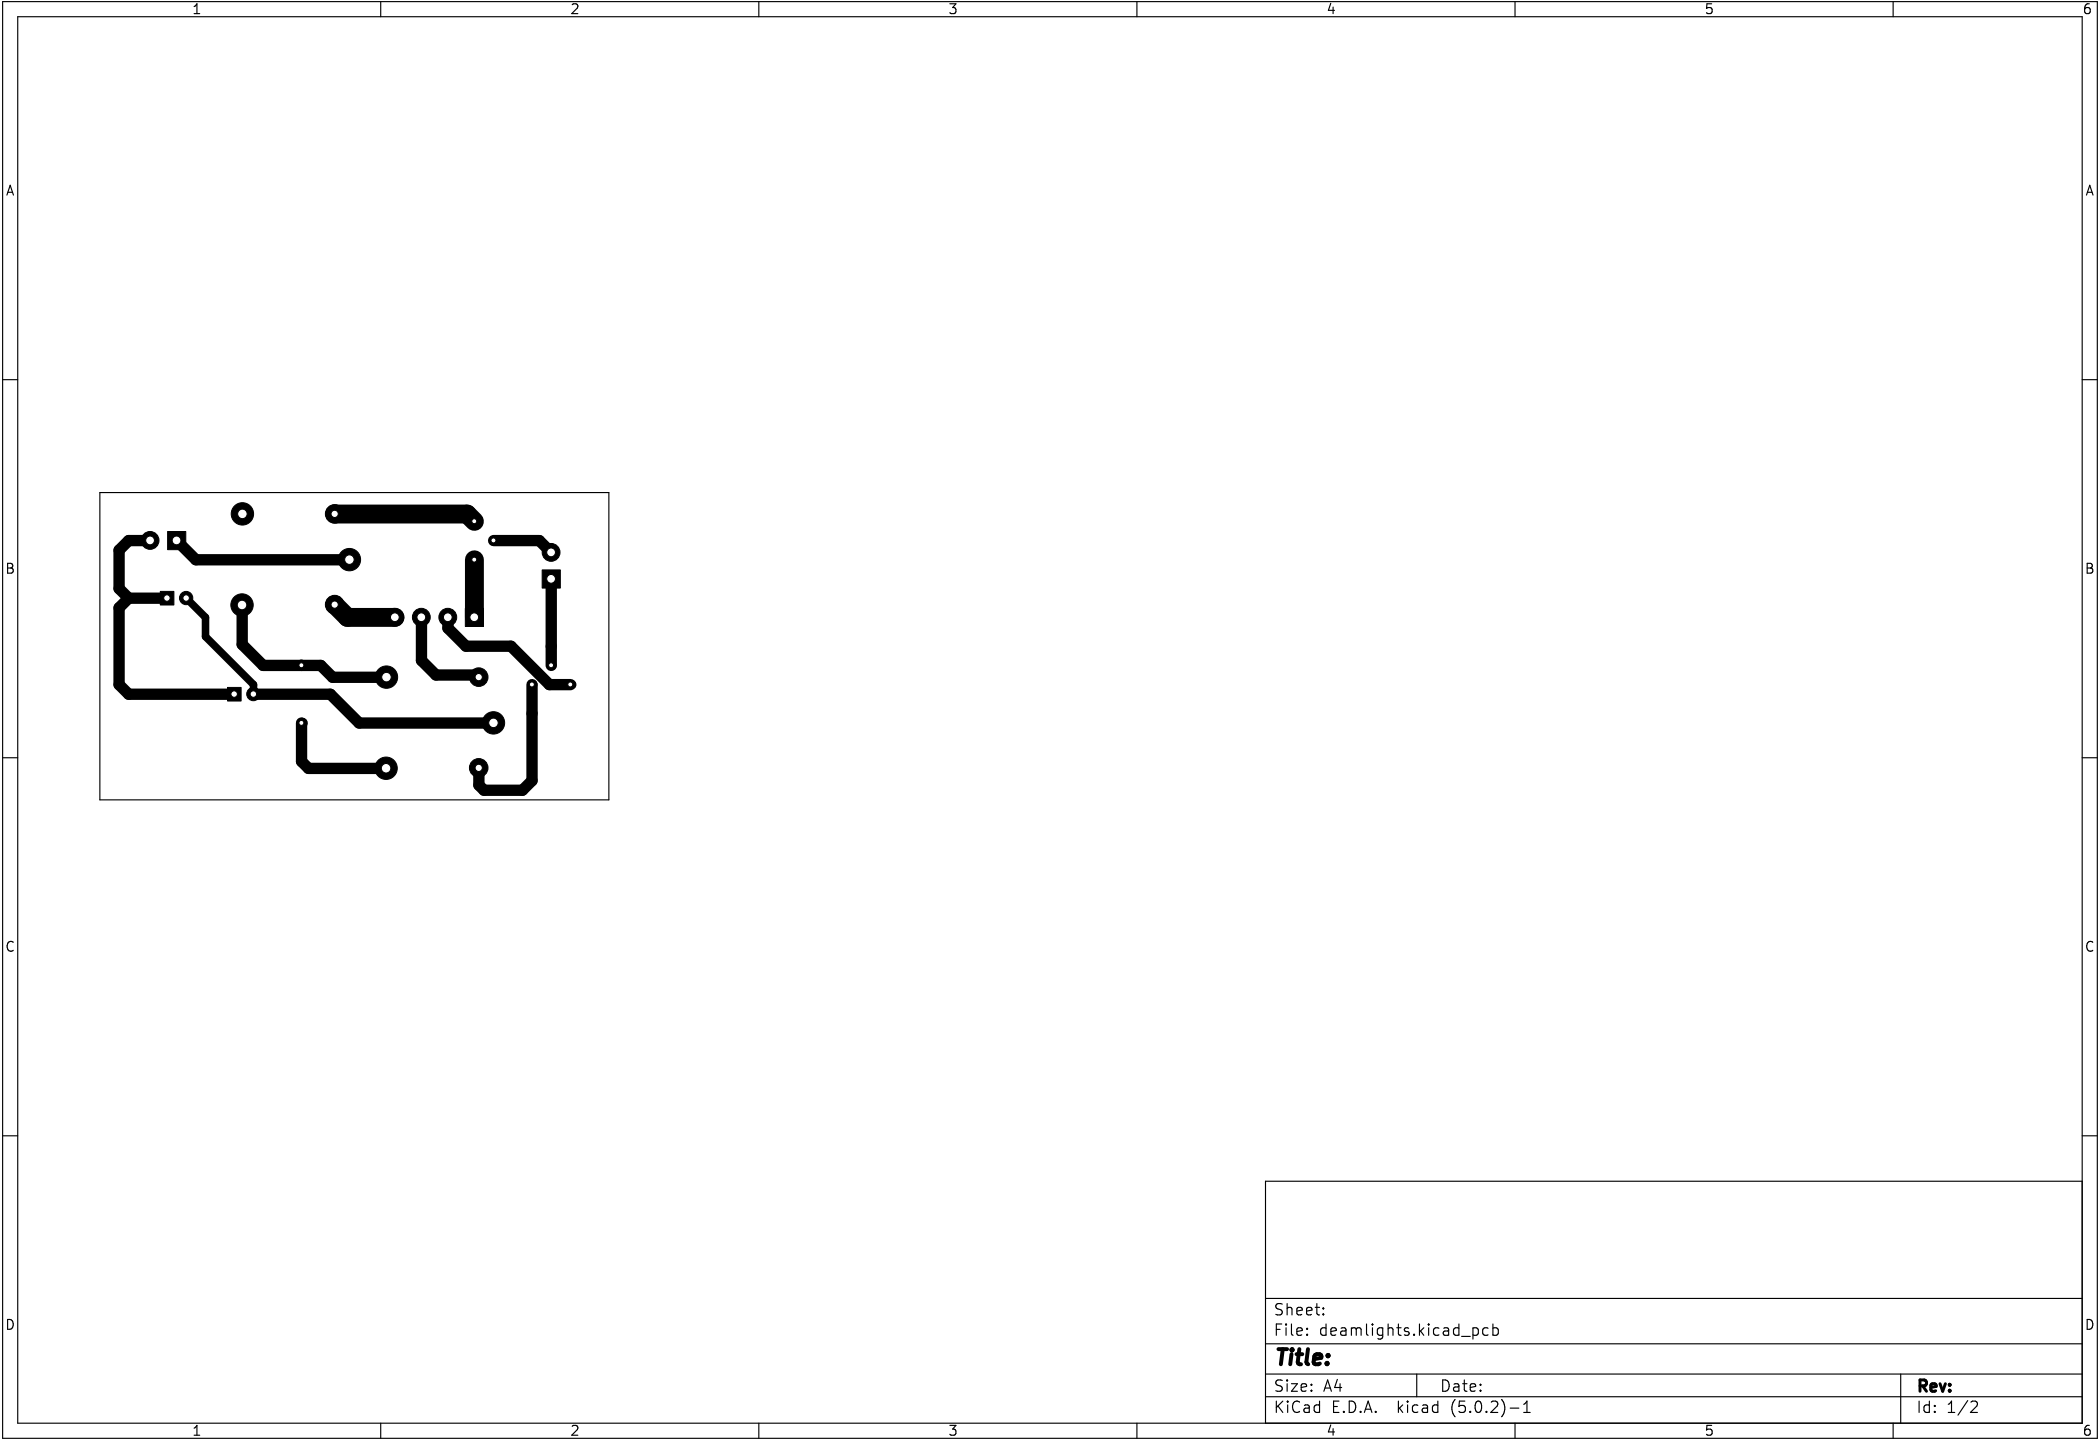 1 2 3 4 5 6
A A
B B
C C
Sheet:
File: deamlights.kicad_pcb
D D
Title:
Size: A4 Date: Rev:
KiCad E.D.A. kicad (5.0.2)-1 Id: 1/2
1 2 3 4 5 6